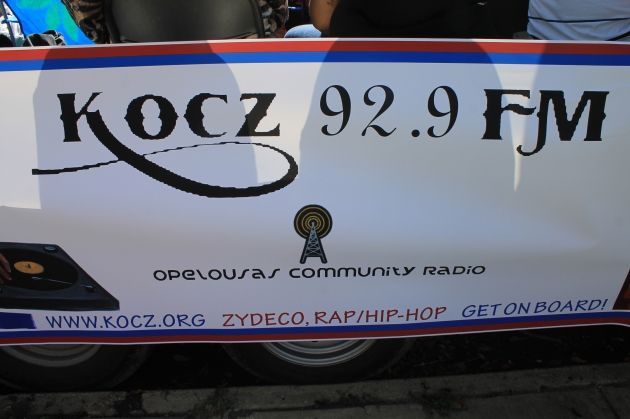 KOCZ 92.9 FM
OPELOUSAS COMMUNITY RADIO
WWW.KOCZ.ORG ZYDECO, RAP/HIP-HOP GET ON BOARD!